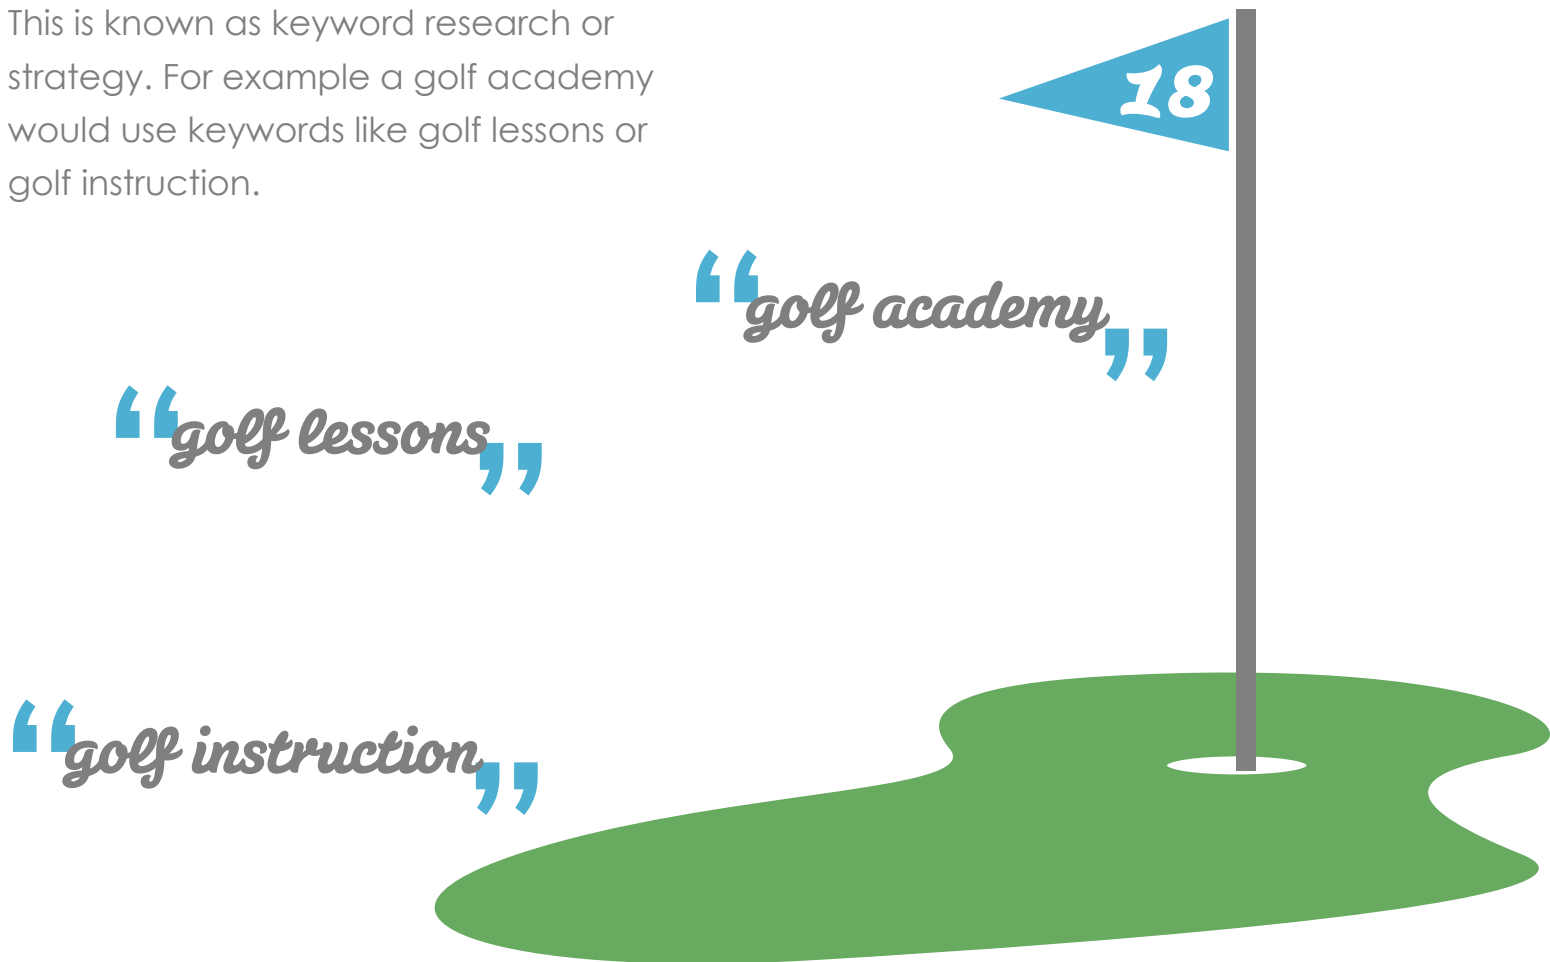 This is known as keyword research or
strategy. For example a golf academy
would use keywords like golf lessons or
golf instruction.
18
“golf academy”
“golf lessons”
“golf instruction”